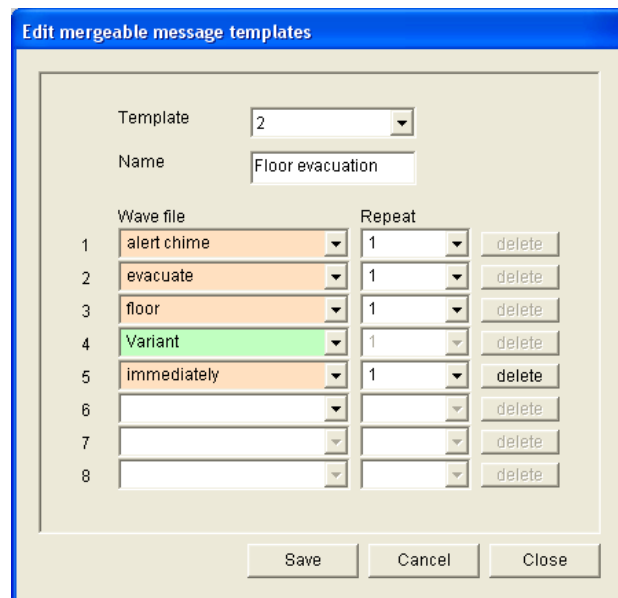 Edit mergeable message templates
Template 2
Name Floor evacuation
Wave file Repeat
1 alert chime 1 delete
2 evacuate 1 delete
3 floor 1 delete
4 Variant 1 delete
5 immediately 1 delete
6 delete
7 delete
8 delete
Save Cancel Close